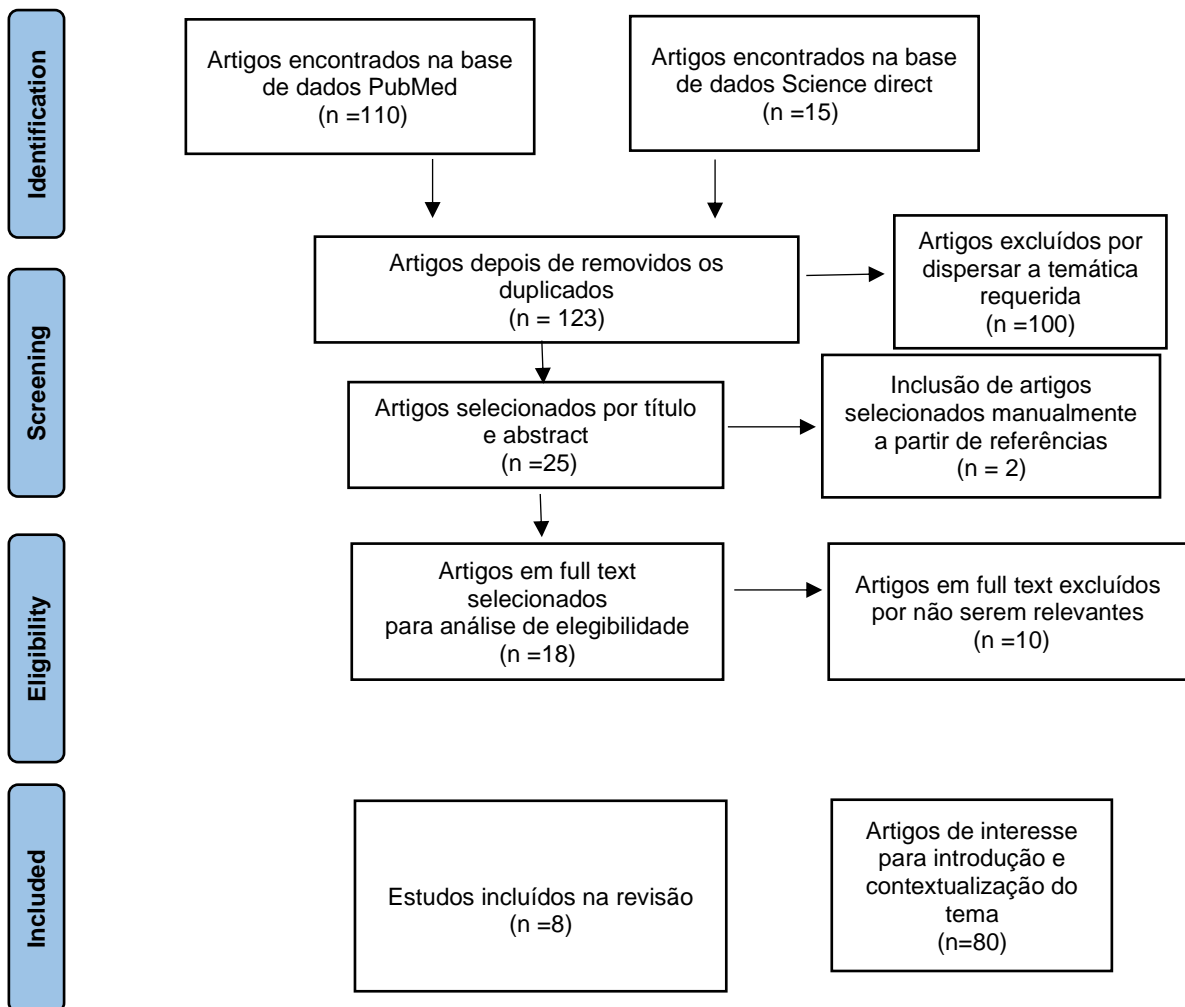 Identification
Artigos encontrados na base
de dados PubMed
(n =110)
Artigos encontrados na base
de dados Science direct
(n =15)
Screening
Artigos depois de removidos os
duplicados
(n = 123)
Artigos excluídos por
dispersar a temática
requerida
(n =100)
Artigos selecionados por título
e abstract
(n =25)
Inclusão de artigos
selecionados manualmente
a partir de referências
(n = 2)
Eligibility
Artigos em full text
selecionados
para análise de elegibilidade
(n =18)
Artigos em full text excluídos
por não serem relevantes
(n =10)
Included
Estudos incluídos na revisão
(n =8)
Artigos de interesse
para introdução e
contextualização do
tema
(n=80)